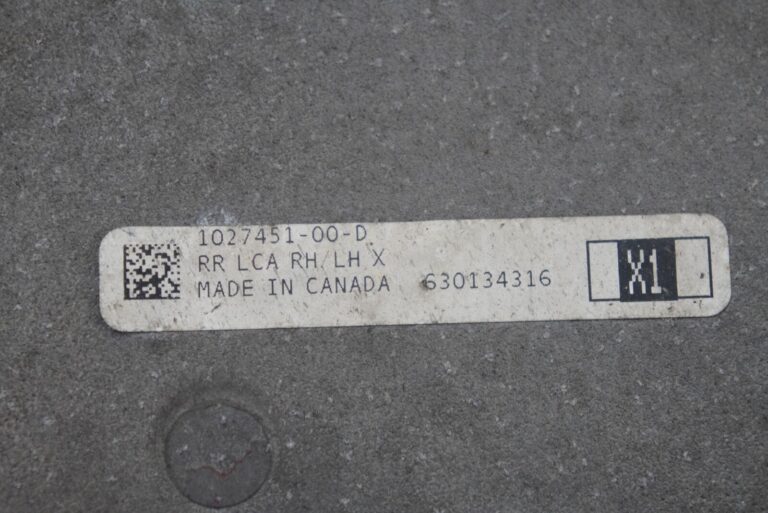 1027451-00-D
RR LCA RH/LH X
MADE IN CANADA 630134316
X1